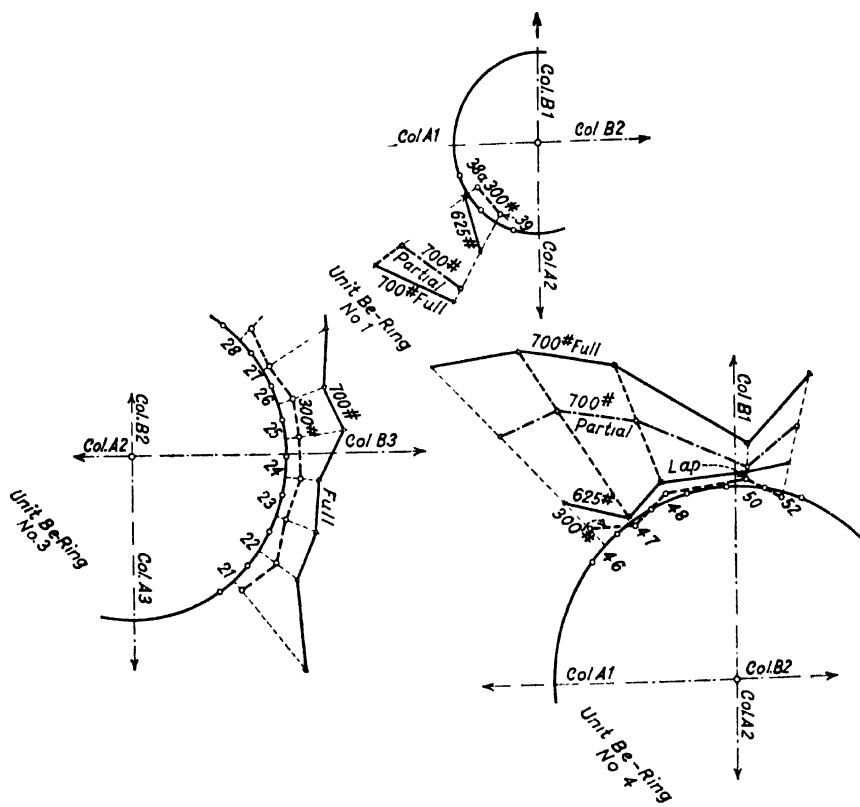 Col.B1
Col A1
Col B2
38a
300#
39
625#
Col.A2
700#
Partial
700#Full
Unit Be-Ring
No 1
28
27
26
25
24
23
22
21
300#
700#
Full
Col.B2
Col.A2
Col B3
Col.A3
Unit Be-Ring
No.3
700#Full
700#
Partial
Col B1
Lap
625#
300#
46
47
48
50
52
Col A1
Col.B2
Col.A2
Unit Be-Ring
No 4